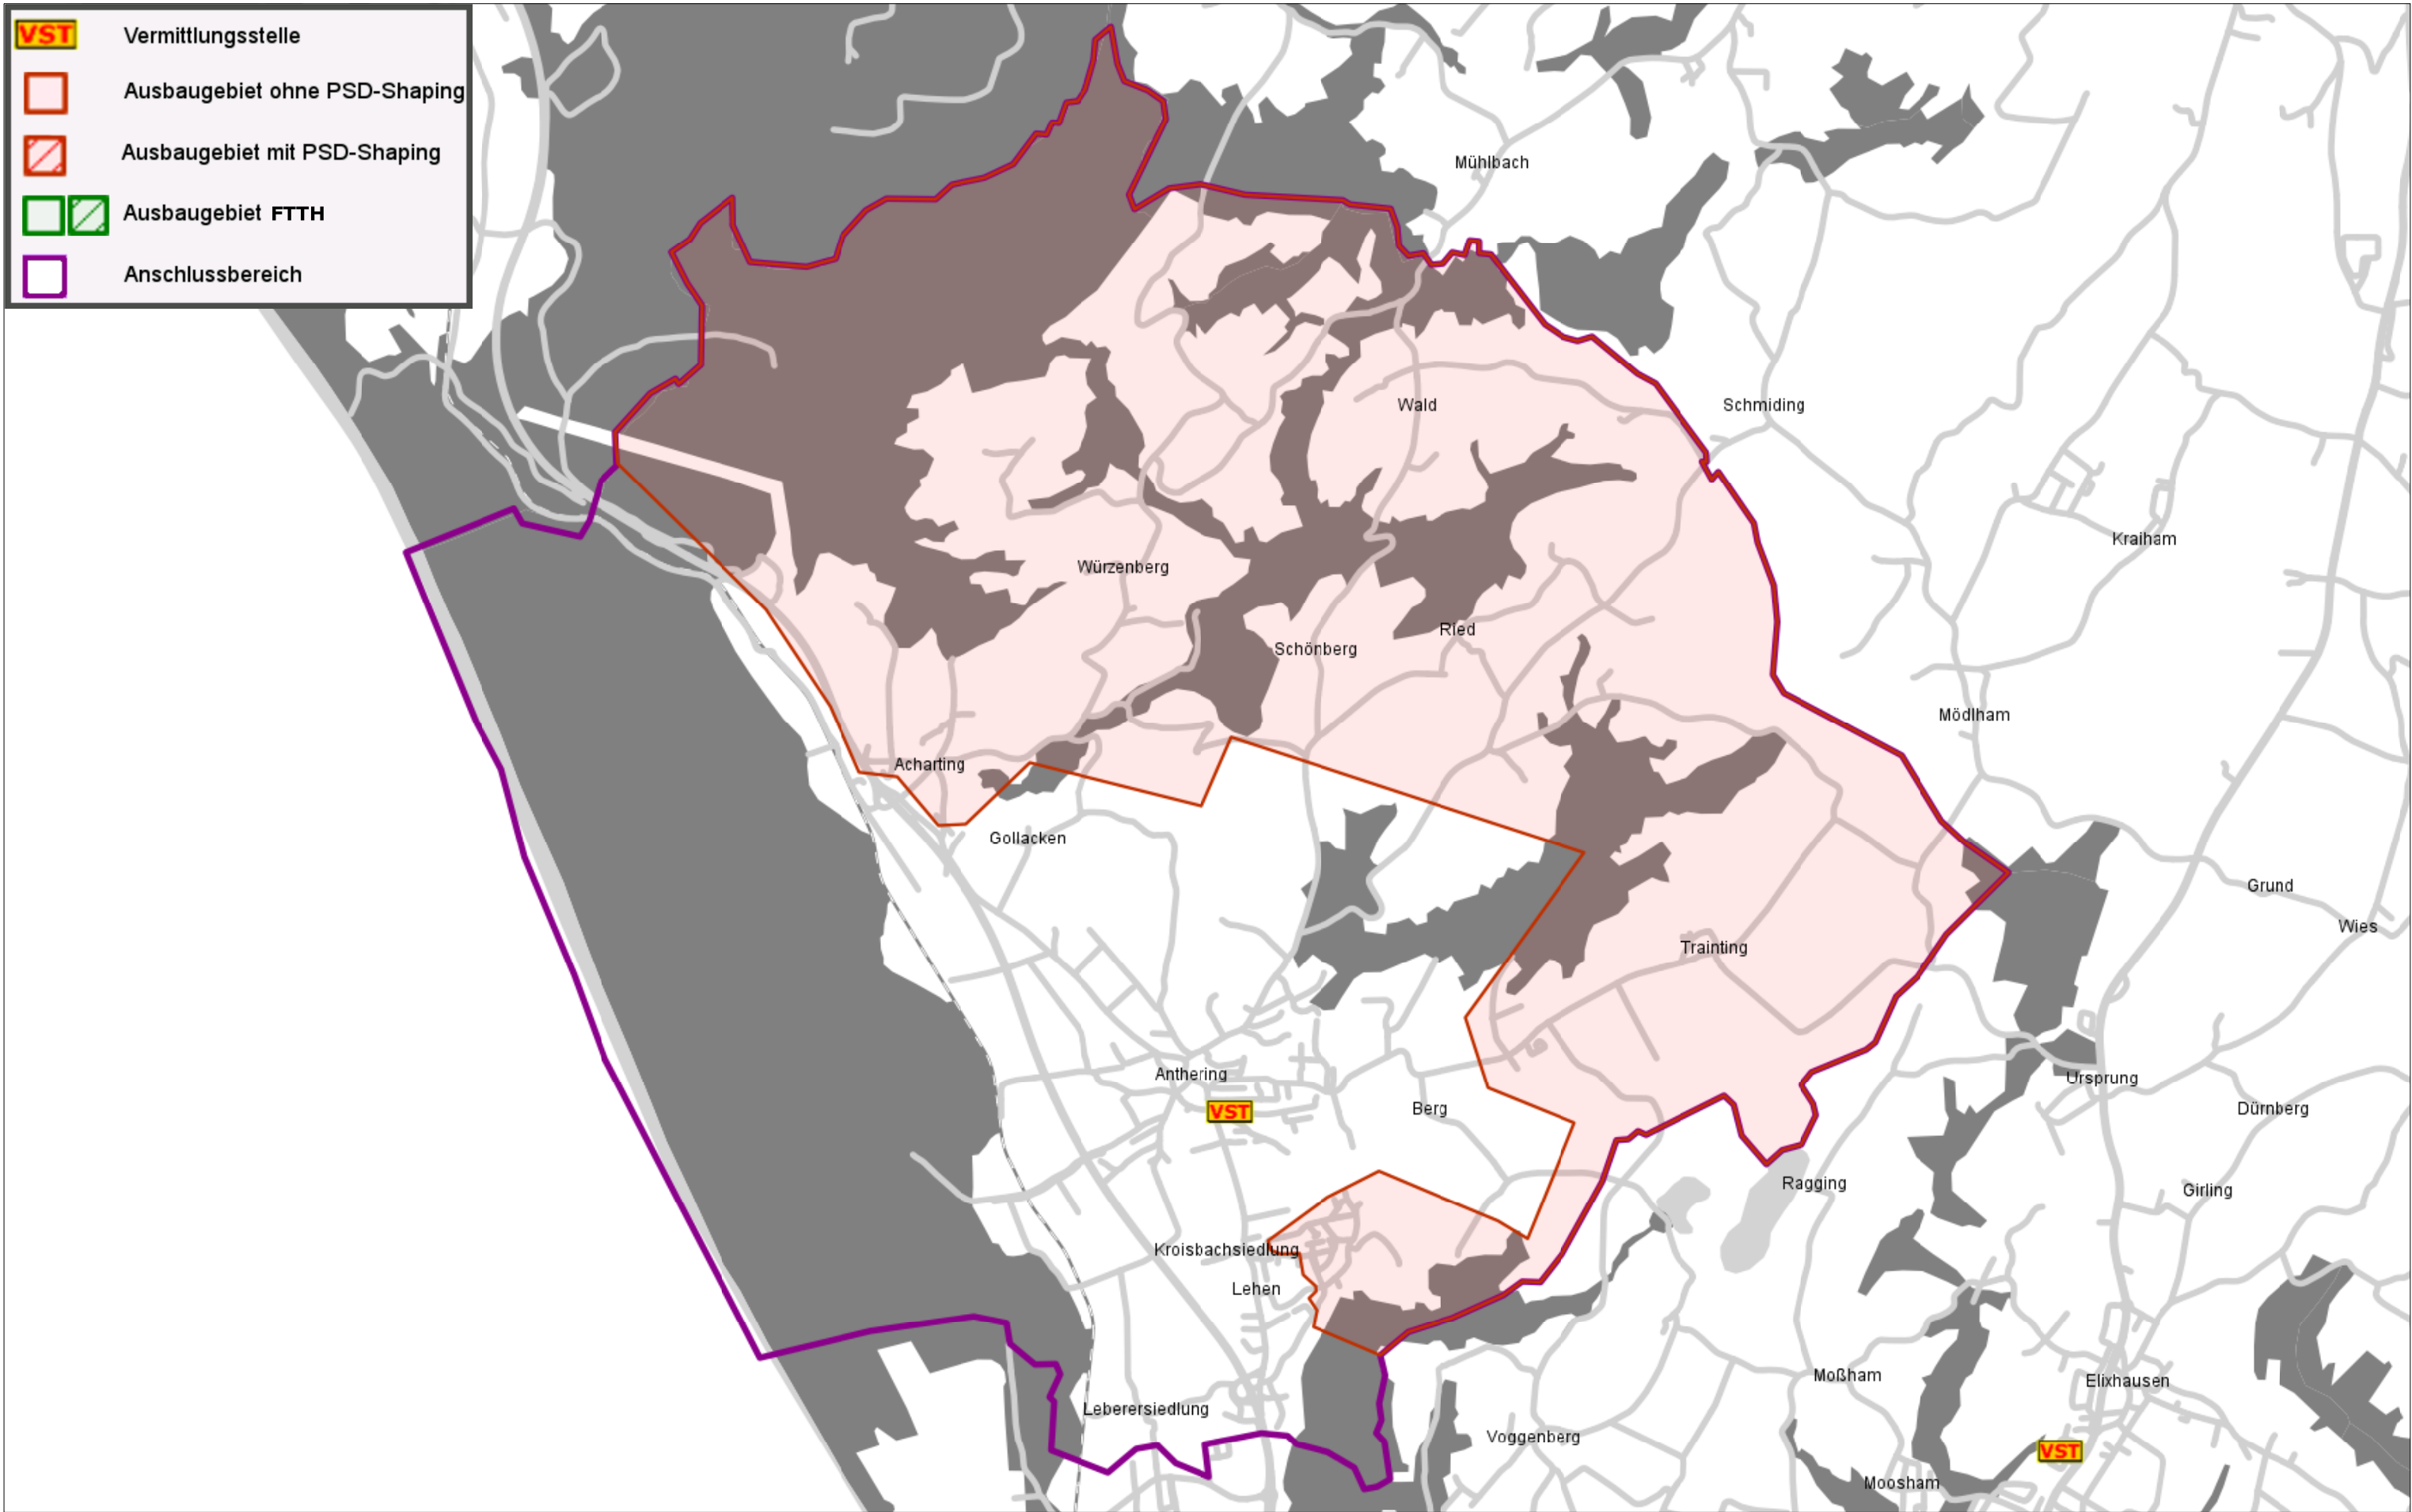 VST Vermittlungsstelle
Ausbaugebiet ohne PSD-Shaping
Ausbaugebiet mit PSD-Shaping
Ausbaugebiet FTTH
Anschlussbereich
Mühlbach
Wald
Schmiding
Kraiham
Würzenberg
Ried
Schönberg
Mödlham
Acharting
Gollacken
Grund
Wies
Trainting
Anthering
Ursprung
VST
Berg
Dürnberg
Ragging
Girling
Kroisbachsiedlung
Lehen
Moßham
Elixhausen
Leberersiedlung
Voggenberg
VST
Moosham